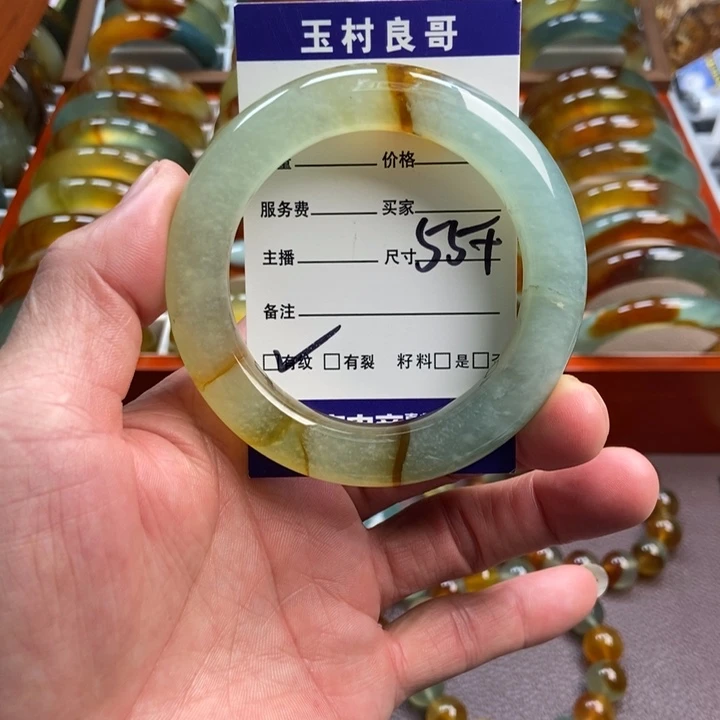 玉村良哥
价格
服务费 买家
主播 尺寸 554
备注
□有纹 □有裂 籽料□是□